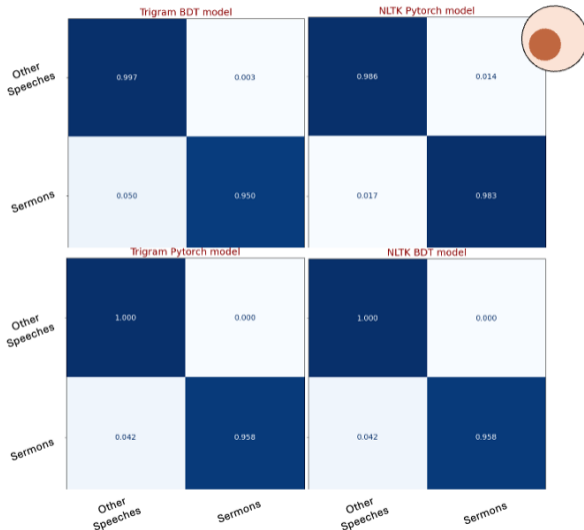 Trigram BDT model
NLTK Pytorch model
Other
Speeches
0.997
0.003
0.986
0.014
Sermons
0.050
0.950
0.017
0.983
Trigram Pytorch model
NLTK BDT model
Other
Speeches
1.000
0.000
1.000
0.000
Sermons
0.042
0.958
0.042
0.958
Other
Speeches
Sermons
Other
Speeches
Sermons